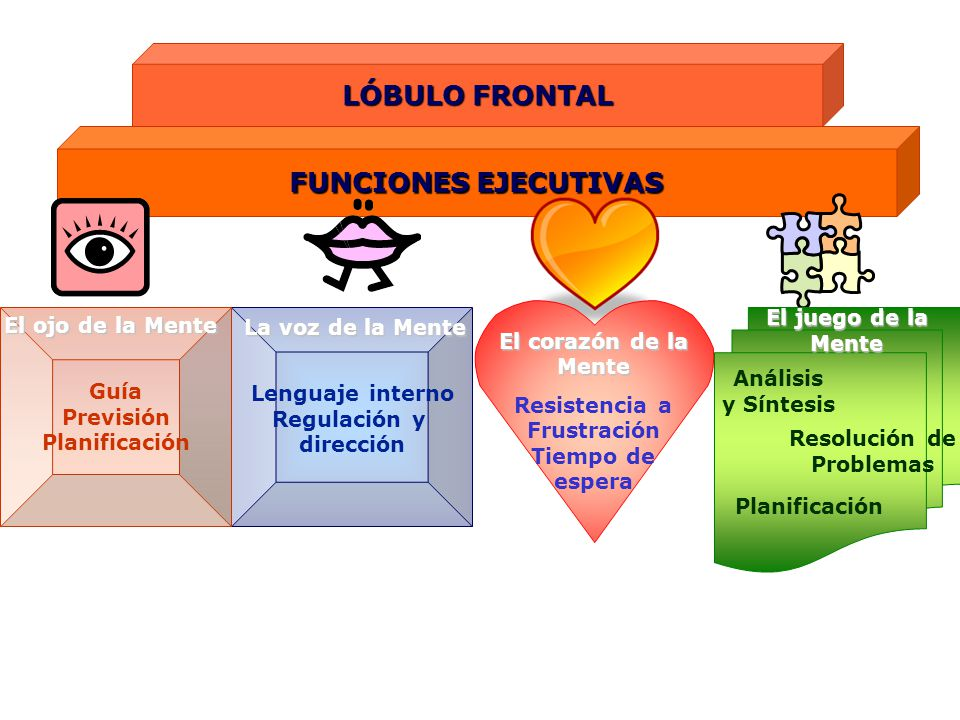 LÓBULO FRONTAL
FUNCIONES EJECUTIVAS
El ojo de la Mente
Guía
Previsión
Planificación
La voz de la Mente
Lenguaje interno
Regulación y
dirección
El corazón de la
Mente
Resistencia a
Frustración
Tiempo de
espera
El juego de la
Mente
Análisis
y Síntesis
Resolución de
Problemas
Planificación